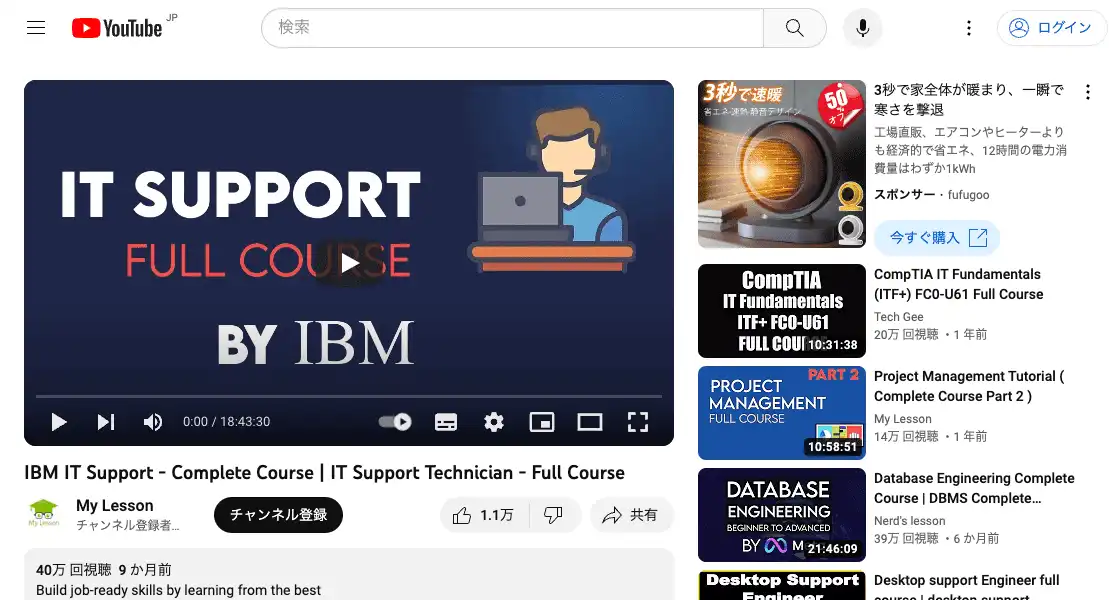 YouTube JP
検索
ログイン
IT SUPPORT
FULL COURSE
BY IBM
0:00 / 18:43:30
IBM IT Support - Complete Course | IT Support Technician - Full Course
My Lesson
My Lesson
チャンネル登録者...
チャンネル登録
1.1万
共有
40万 回視聴 9 か月前
Build job-ready skills by learning from the best
3秒で速暖
省エネ·速熱·静音デザイン
50%
オフ
3秒で家全体が暖まり、一瞬で
寒さを撃退
工場直販、エアコンやヒーターより
も経済的で省エネ、12時間の電力消
費量はわずか1kWh
スポンサー・fufugoo
今すぐ購入
CompTIA
IT Fundamentals
ITF+ FC0-U61
FULL COU
10:31:38
CompTIA IT Fundamentals
(ITF+) FC0-U61 Full Course
Tech Gee
20万 回視聴 ・1 年前
PART 2
PROJECT
MANAGEMENT
FULL COURSE
10:58:51
Project Management Tutorial (
Complete Course Part 2 )
My Lesson
14万 回視聴 ・1 年前
DATABASE
ENGINEERING
BEGINNER TO ADVANCED
BY M
21:46:09
Database Engineering Complete
Course | DBMS Complete...
Nerd's lesson
39万 回視聴 ・6 か月前
Desktop Support
Engineer
Desktop support Engineer full
course | desktop support